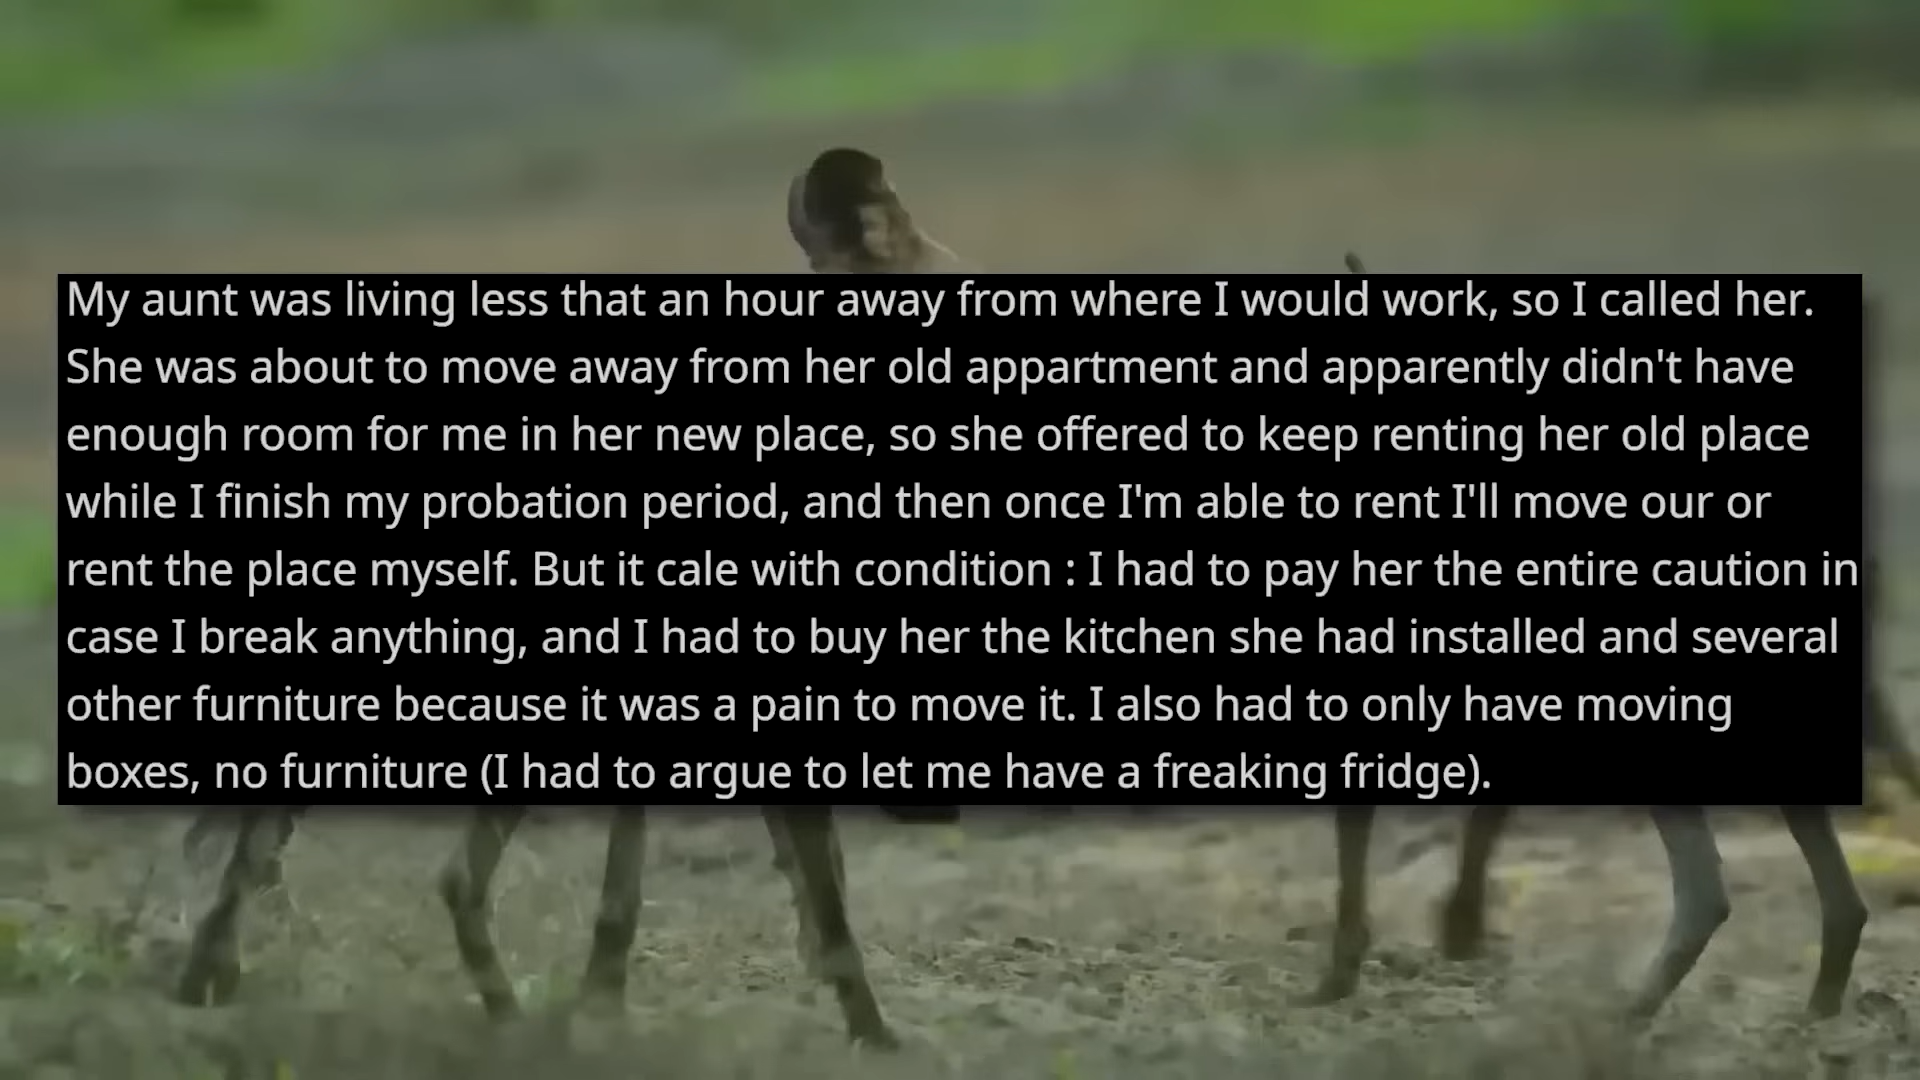 My aunt was living less that an hour away from where I would work, so I called her.
She was about to move away from her old appartment and apparently didn't have
enough room for me in her new place, so she offered to keep renting her old place
while I finish my probation period, and then once I'm able to rent I'll move our or
rent the place myself. But it cale with condition : I had to pay her the entire caution in
case I break anything, and I had to buy her the kitchen she had installed and several
other furniture because it was a pain to move it. I also had to only have moving
boxes, no furniture (I had to argue to let me have a freaking fridge).